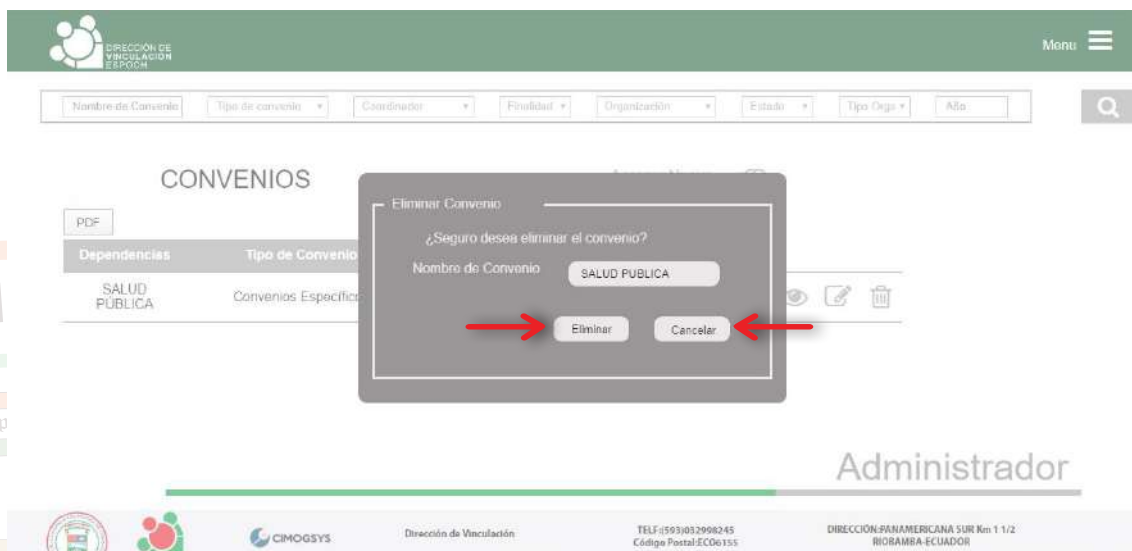 DIRECCIÓN DE
VINCULACIÓN
ESPOCH
Menu
Nombre de Convenio Tipo de convenio Coordinador Finalidad Organización Estado Tipo Orga Año
CONVENIOS
PDF
Dependencias Tipo de Convenio
SALUD
PÚBLICA
Convenios Específico
Eliminar Convenio
¿Seguro desea eliminar el convenio?
Nombre de Convenio SALUD PUBLICA
Eliminar Cancelar
Administrador
CIMOGSYS
Dirección de Vinculación
TELF:(593)032998245
Código Postal:EC06155
DIRECCIÓN:PANAMERICANA SUR Km 1 1/2
RIOBAMBA-ECUADOR